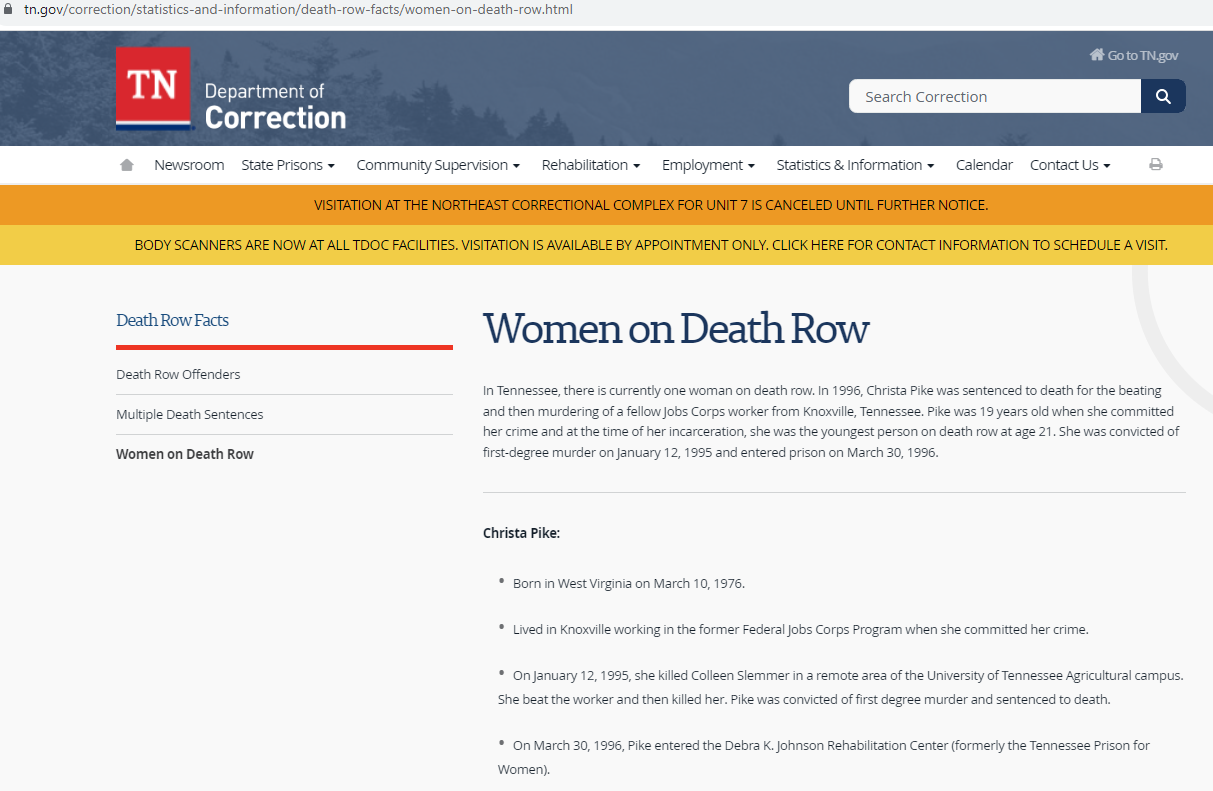 tn.gov/correction/statistics-and-information/death-row-facts/women-on-death-row.html
Go to TN.gov
TN Department of
Correction
Search Correction
Newsroom State Prisons Community Supervision Rehabilitation Employment Statistics & Information Calendar Contact Us
VISITATION AT THE NORTHEAST CORRECTIONAL COMPLEX FOR UNIT 7 IS CANCELED UNTIL FURTHER NOTICE.
BODY SCANNERS ARE NOW AT ALL TDOC FACILITIES. VISITATION IS AVAILABLE BY APPOINTMENT ONLY. CLICK HERE FOR CONTACT INFORMATION TO SCHEDULE A VISIT.
Death Row Facts
Death Row Offenders
Multiple Death Sentences
Women on Death Row
Women on Death Row
In Tennessee, there is currently one woman on death row. In 1996, Christa Pike was sentenced to death for the beating
and then murdering of a fellow Jobs Corps worker from Knoxville, Tennessee. Pike was 19 years old when she committed
her crime and at the time of her incarceration, she was the youngest person on death row at age 21. She was convicted of
first-degree murder on January 12, 1995 and entered prison on March 30, 1996.
Christa Pike:
• Born in West Virginia on March 10, 1976.
• Lived in Knoxville working in the former Federal Jobs Corps Program when she committed her crime.
• On January 12, 1995, she killed Colleen Slemmer in a remote area of the University of Tennessee Agricultural campus.
She beat the worker and then killed her. Pike was convicted of first degree murder and sentenced to death.
• On March 30, 1996, Pike entered the Debra K. Johnson Rehabilitation Center (formerly the Tennessee Prison for
Women).